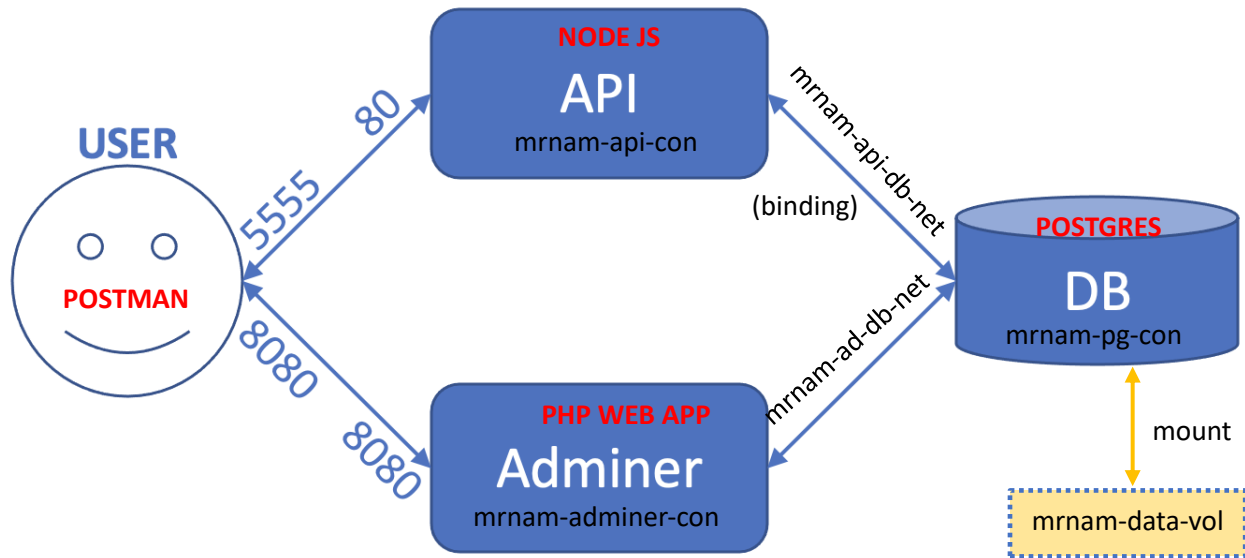 USER
POSTMAN
5555
80
8080
8080
NODE JS
API
mrnam-api-con
PHP WEB APP
Adminer
mrnam-adminer-con
mrnam-api-db-net
(binding)
mrnam-ad-db-net
POSTGRES
DB
mrnam-pg-con
mount
mrnam-data-vol